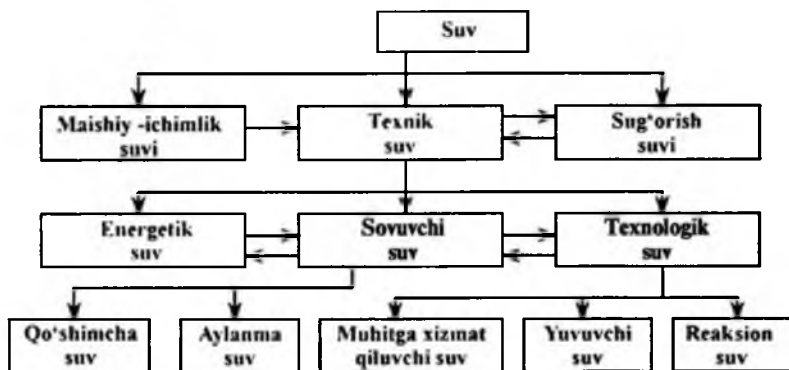 Suv
Maishiy -ichimlik
suvi
Texnik
suv
Sug‘orish
suvi
Energetik
suv
Sovuvchi
suv
Texnologik
suv
Qo‘shimcha
suv
Aylanma
suv
Muhitga xizmat
qiluvchi suv
Yuvuvchi
suv
Reaksion
suv